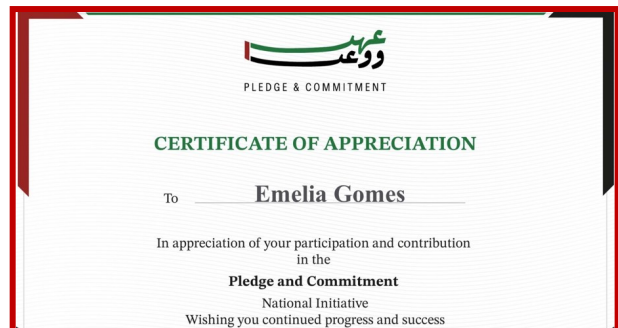 عهد
ووعد
PLEDGE & COMMITMENT
CERTIFICATE OF APPRECIATION
To Emelia Gomes
In appreciation of your participation and contribution
in the
Pledge and Commitment
National Initiative
Wishing you continued progress and success